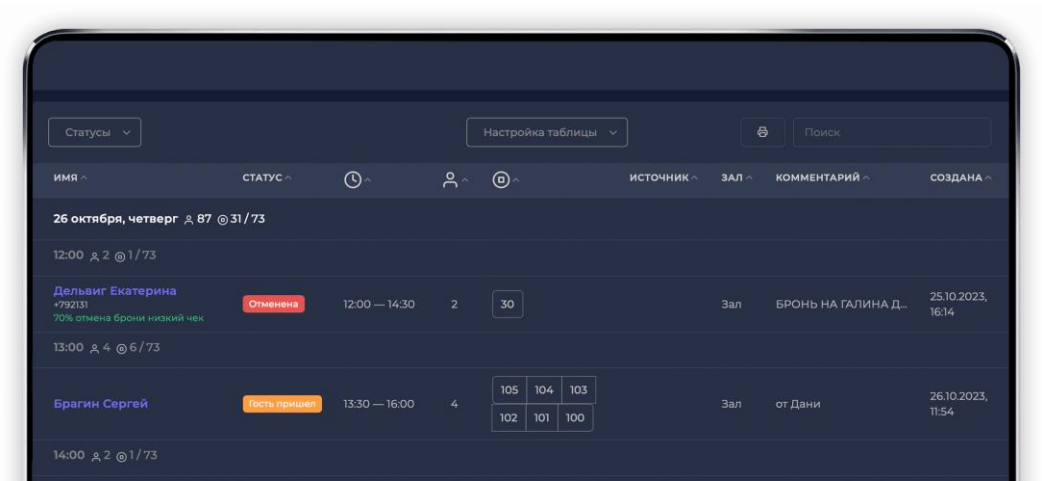 Статусы
Настройка таблицы
Поиск
ИМЯ СТАТУС ИСТОЧНИК ЗАЛ КОММЕНТАРИЙ СОЗДАНА
26 октября, четверг 87 31 / 73
12:00 2 1 / 73
Дельвиг Екатерина
+792131
70% отмена брони низкий чек
Отменена
12:00 — 14:30
2
30
Зал
БРОНЬ НА ГАЛИНА Д...
25.10.2023,
16:14
13:00 4 6 / 73
Брагин Сергей
Гость пришел
13:30 — 16:00
4
105 104 103
102 101 100
Зал
от Дани
26.10.2023,
11:54
14:00 2 1 / 73